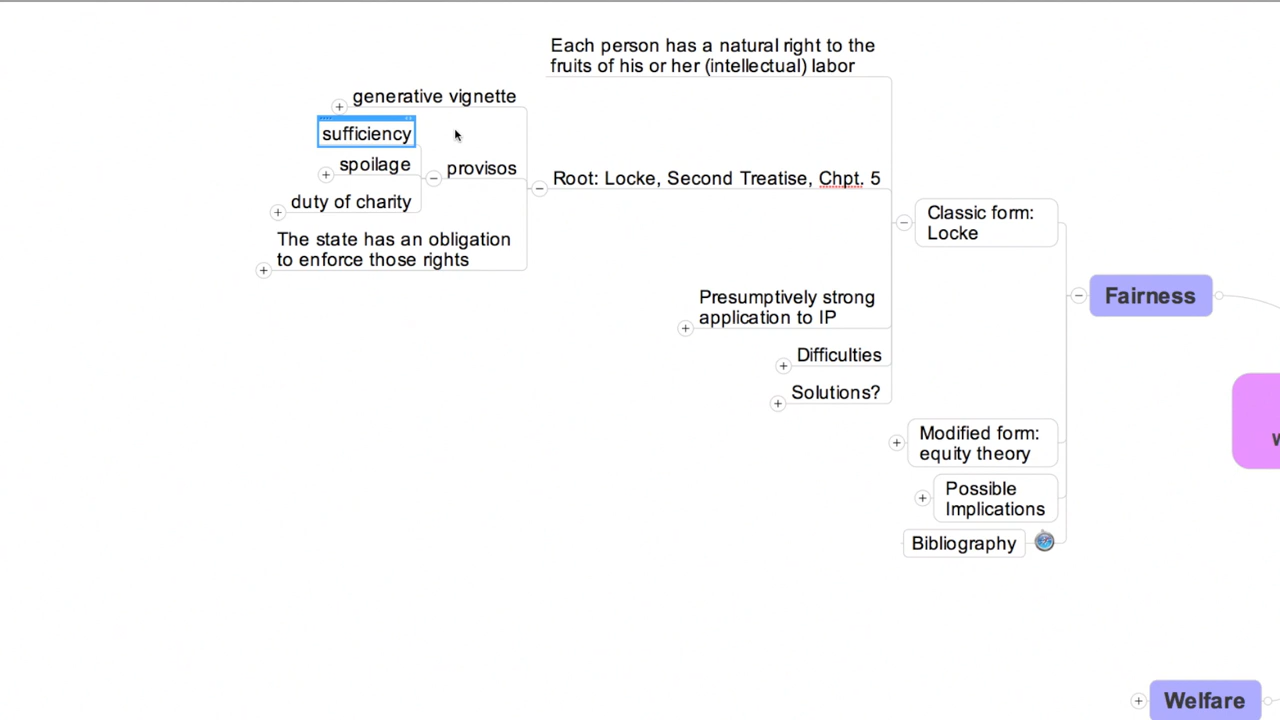 Each person has a natural right to the
fruits of his or her (intellectual) labor
generative vignette
sufficiency
spoilage
provisos
duty of charity
The state has an obligation
to enforce those rights
Root: Locke, Second Treatise, Chpt. 5
Classic form:
Locke
Fairness
Presumptively strong
application to IP
Difficulties
Solutions?
Modified form:
equity theory
Possible
Implications
Bibliography
Welfare